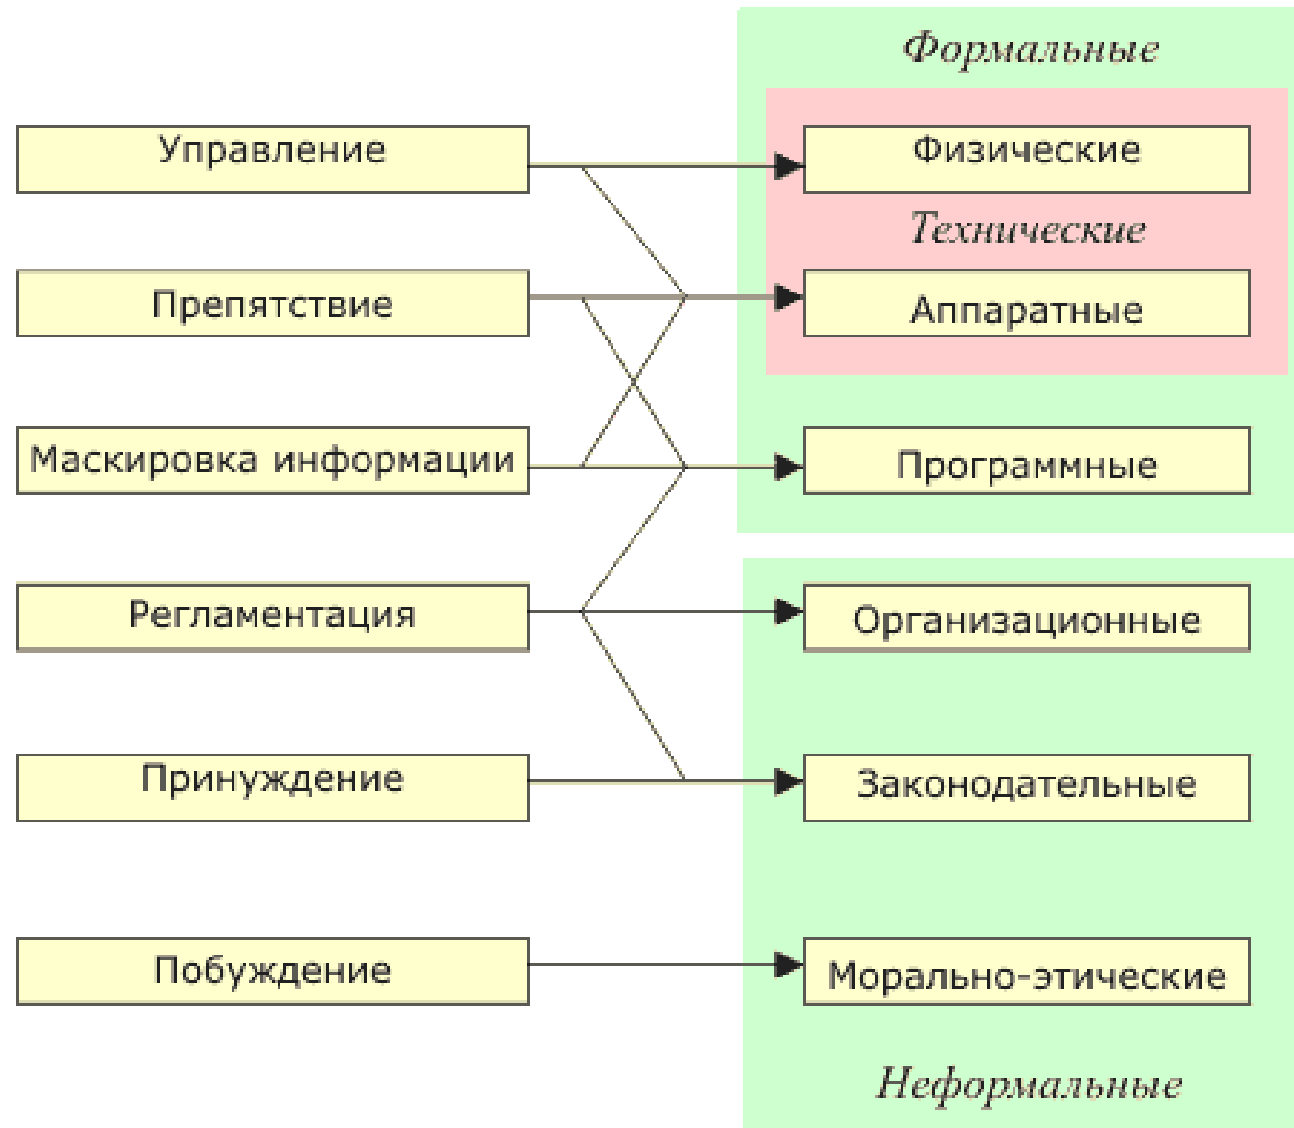 Формальные
Управление
Физические
Технические
Препятствие
Аппаратные
Маскировка информации
Программные
Регламентация
Организационные
Принуждение
Законодательные
Побуждение
Морально-этические
Неформальные